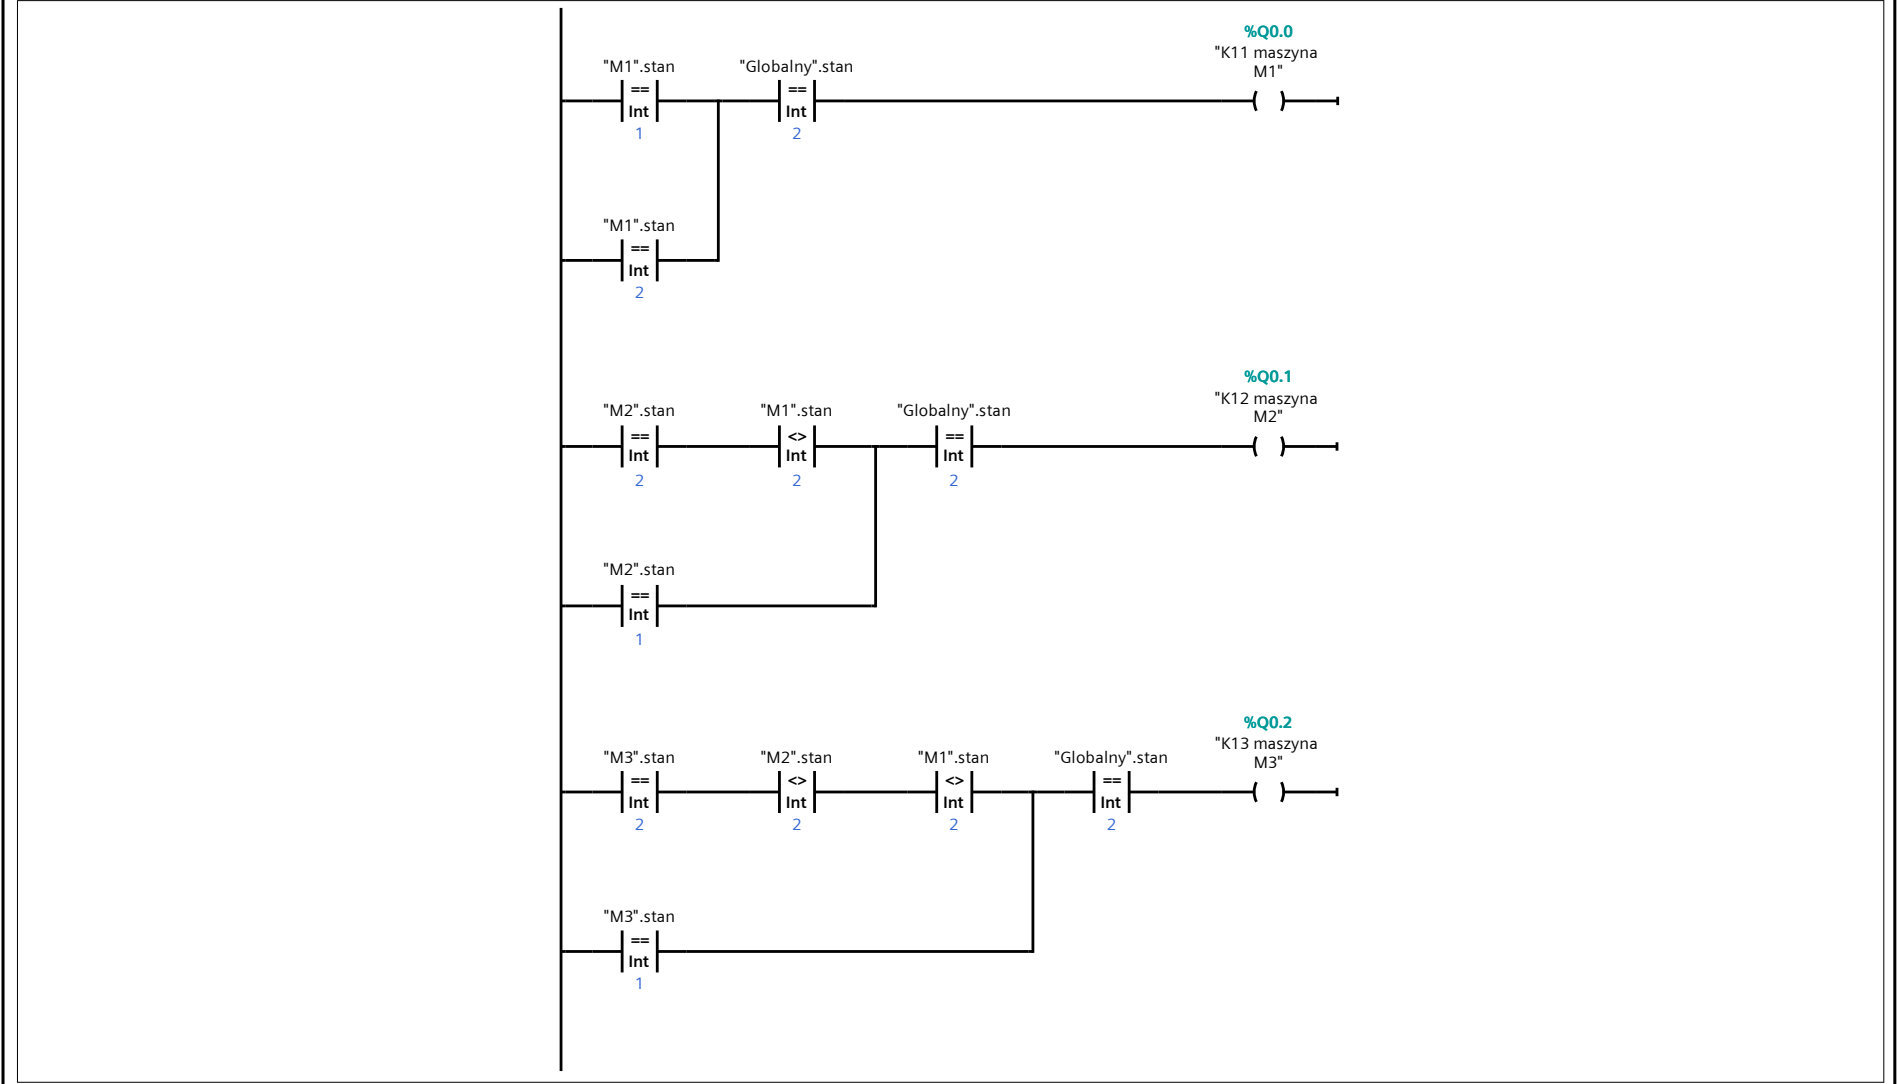 %Q0.0
"K11 maszyna
M1"
"M1".stan
"Globalny".stan
==
==
Int
Int
1
2
"M1".stan
==
Int
2
%Q0.1
"K12 maszyna
M2"
"M2".stan
"M1".stan
"Globalny".stan
==
<>
==
Int
Int
Int
2
2
2
"M2".stan
==
Int
1
%Q0.2
"K13 maszyna
M3"
"M3".stan
"M2".stan
"M1".stan
"Globalny".stan
==
<>
<>
==
Int
Int
Int
Int
2
2
2
2
"M3".stan
==
Int
1